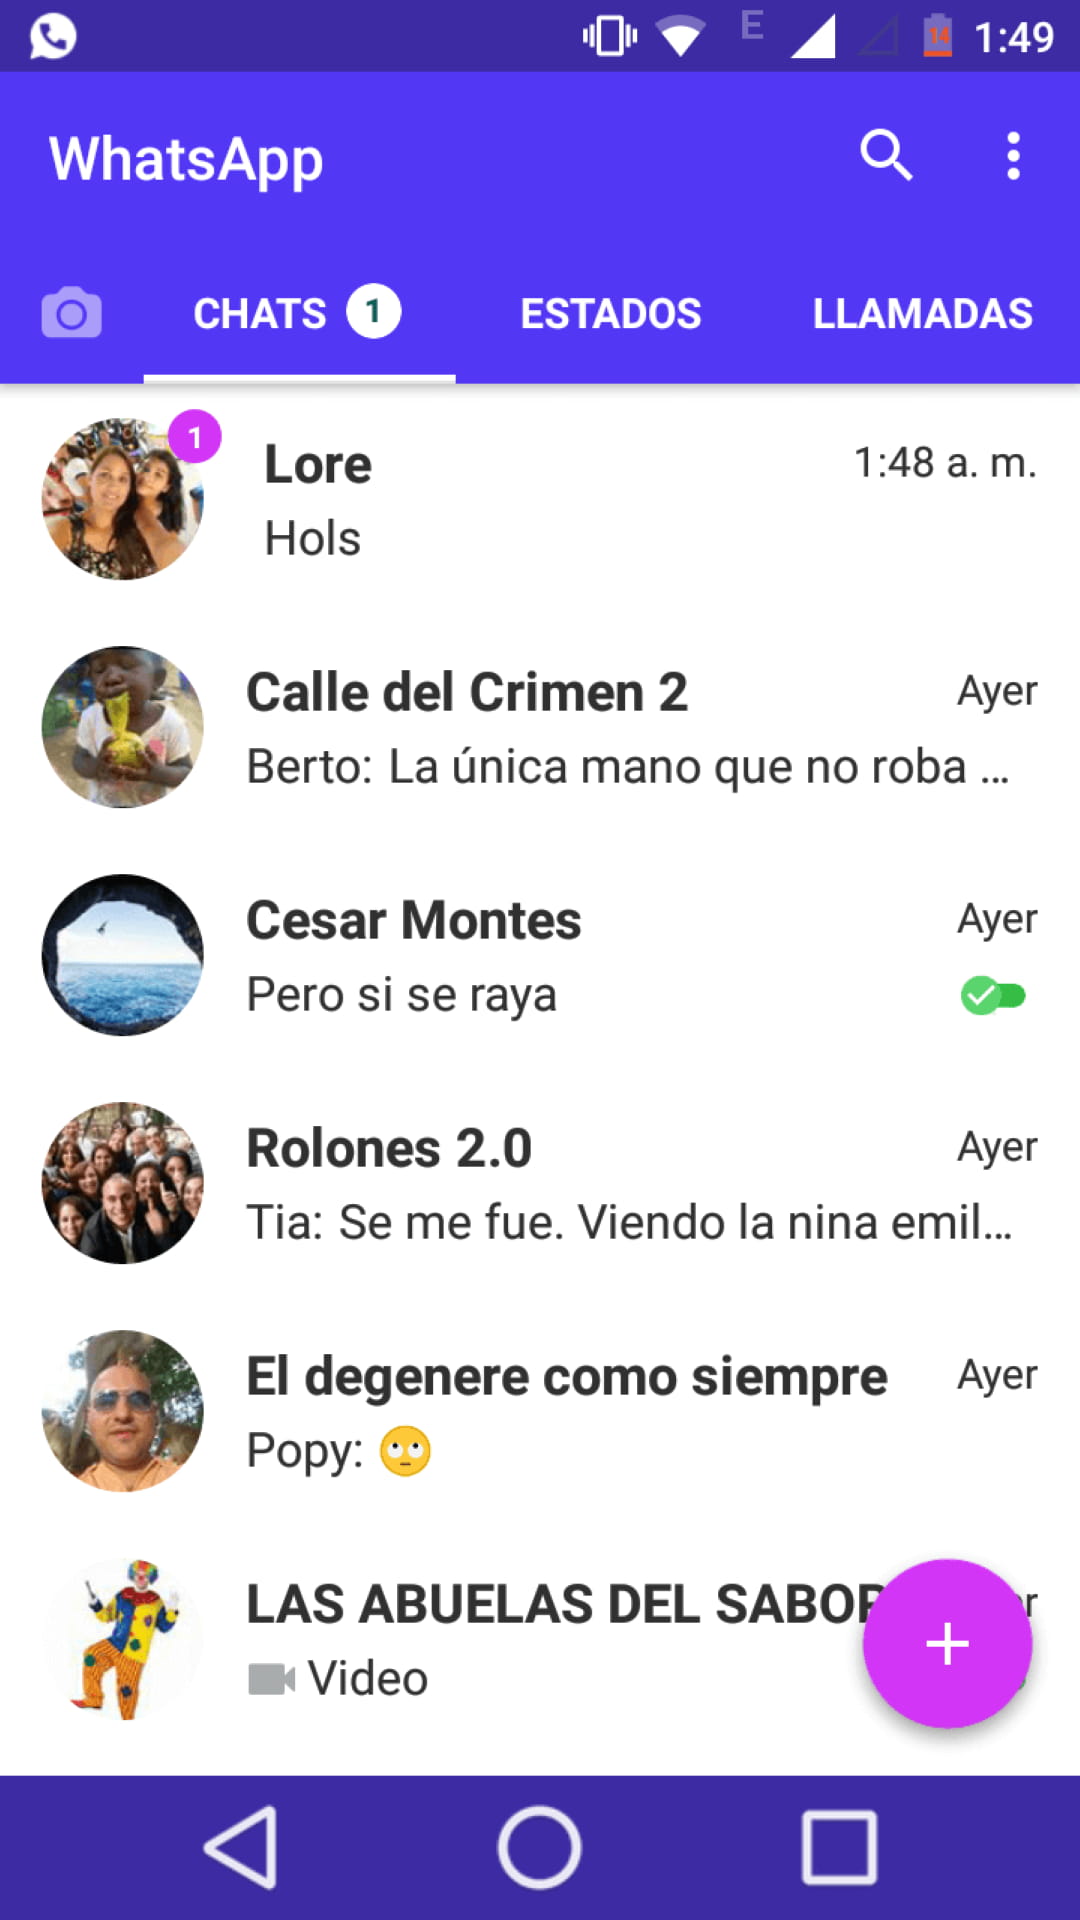 E 14 1:49
WhatsApp
CHATS 1 ESTADOS LLAMADAS
1
Lore 1:48 a. m.
Hols
Calle del Crimen 2 Ayer
Berto: La única mano que no roba ...
Cesar Montes Ayer
Pero si se raya
Rolones 2.0 Ayer
Tia: Se me fue. Viendo la nina emil...
El degenere como siempre Ayer
Popy: 🙄
LAS ABUELAS DEL SABOR
Video